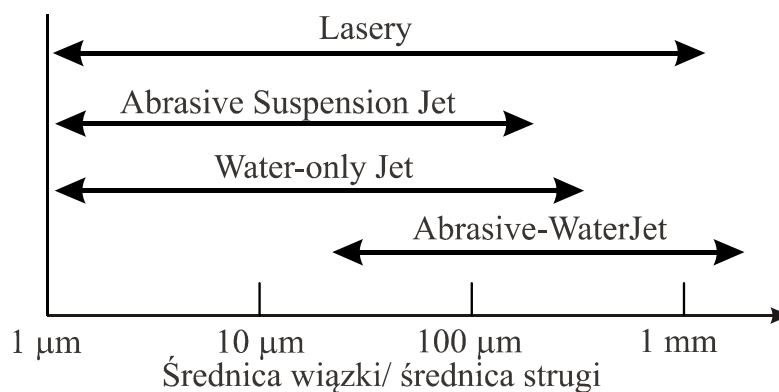 Lasery
Abrasive Suspension Jet
Water-only Jet
Abrasive-WaterJet
1 μm 10 μm 100 μm 1 mm
Średnica wiązki/ średnica strugi